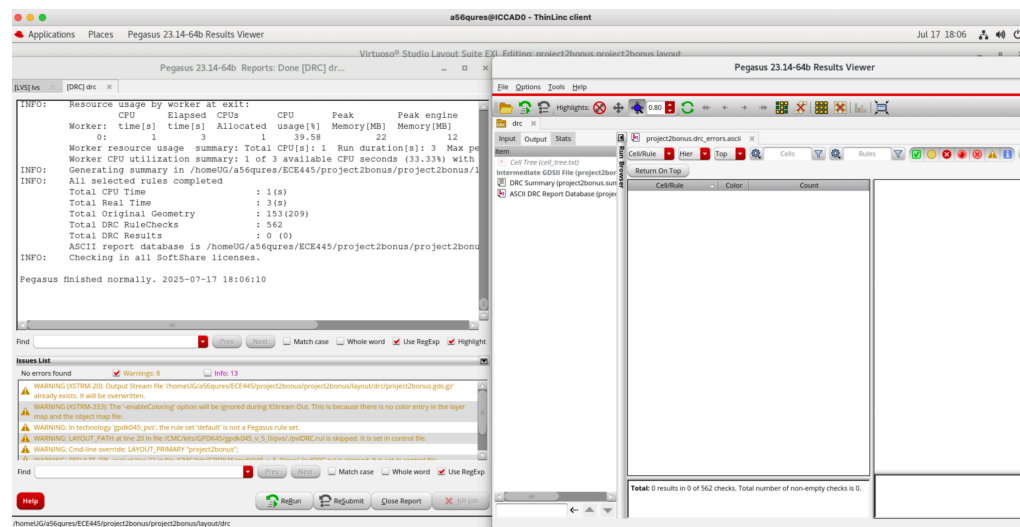 a56qures@ICCAD0 - ThinLinc client
Applications Places Pegasus 23.14-64b Results Viewer Jul 17 18:06
Virtuoso® Studio Layout Suite EXL Editing: project2bonus project2bonus layout
Pegasus 23.14-64b Reports: Done [DRC] dr...
[LVS] lvs [DRC] drc
INFO: Resource usage by worker at exit:
CPU Elapsed CPUs CPU Peak Peak engine
Worker: time[s] time[s] Allocated usage[%] Memory[MB] Memory[MB]
0: 1 3 1 39.58 22 12
Worker resource usage summary: Total CPU[s]: 1 Run duration[s]: 3 Max pe
Worker CPU utilization summary: 1 of 3 available CPU seconds (33.33%) with
INFO: Generating summary in /homeUG/a56qures/ECE445/project2bonus/project2bonus/l
INFO: All selected rules completed
Total CPU Time : 1(s)
Total Real Time : 3(s)
Total Original Geometry : 153(209)
Total DRC RuleChecks : 562
Total DRC Results : 0 (0)
ASCII report database is /homeUG/a56qures/ECE445/project2bonus/project2bonu
INFO: Checking in all SoftShare licenses.
Pegasus finished normally. 2025-07-17 18:06:10
Find Prev Next Match case Whole word Use RegExp Highlight
Issues List
No errors found Warnings: 8 Info: 13
WARNING (XSTRM-20): Output Stream file '/homeUG/a56qures/ECE445/project2bonus/project2bonus/layout/drc/project2bonus.gds.gz'
already exists. It will be overwritten.
WARNING (XSTRM-333): The '-enableColoring' option will be ignored during XStream Out. This is because there is no color entry in the layer
map and the object map file.
WARNING: In technology 'gpdk045_pvs', the rule set 'default' is not a Pegasus rule set.
WARNING: LAYOUT_PATH at line 20 in file /CMC/kits/GPDK45/gpdk045_v_5_0/pvs/./pvlDRC.rul is skipped. It is set in control file.
WARNING: Cmd-line override: LAYOUT_PRIMARY "project2bonus";
Find Prev Next Match case Whole word Use RegExp
Help ReRun ReSubmit Close Report Kill Job
/homeUG/a56qures/ECE445/project2bonus/project2bonus/layout/drc
Pegasus 23.14-64b Results Viewer
File Options Tools Help
Highlights: 0.80
drc
Input Output Stats
Item
Cell Tree (cell_tree.txt)
Intermediate GDSII File (project2bor
DRC Summary (project2bonus.sun
ASCII DRC Report Database (projec
Run Browser
project2bonus.drc_errors.ascii
Cell/Rule Hier Top Cells Rules
Return On Top
Cell/Rule Color Count
Total: 0 results in 0 of 562 checks. Total number of non-empty checks is 0.